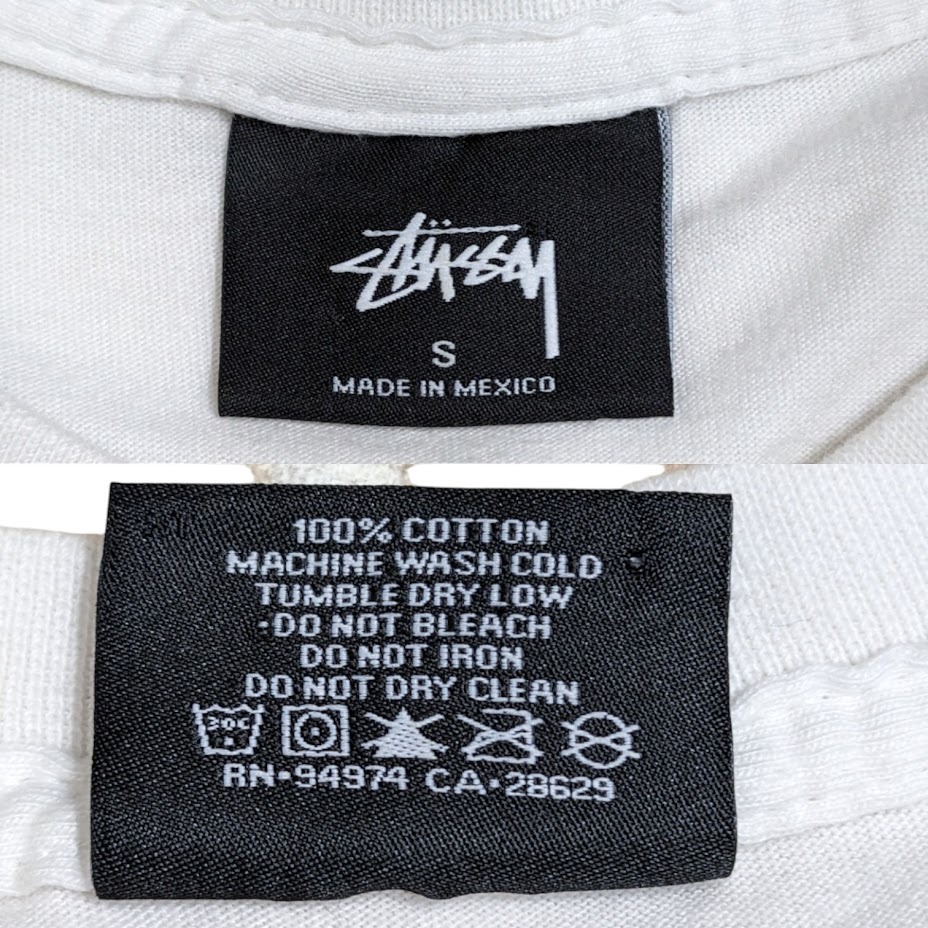 STÜSSY
S
MADE IN MEXICO
100% COTTON
MACHINE WASH COLD
TUMBLE DRY LOW
DO NOT BLEACH
DO NOT IRON
DO NOT DRY CLEAN
30C
RN·94974 CA·28629